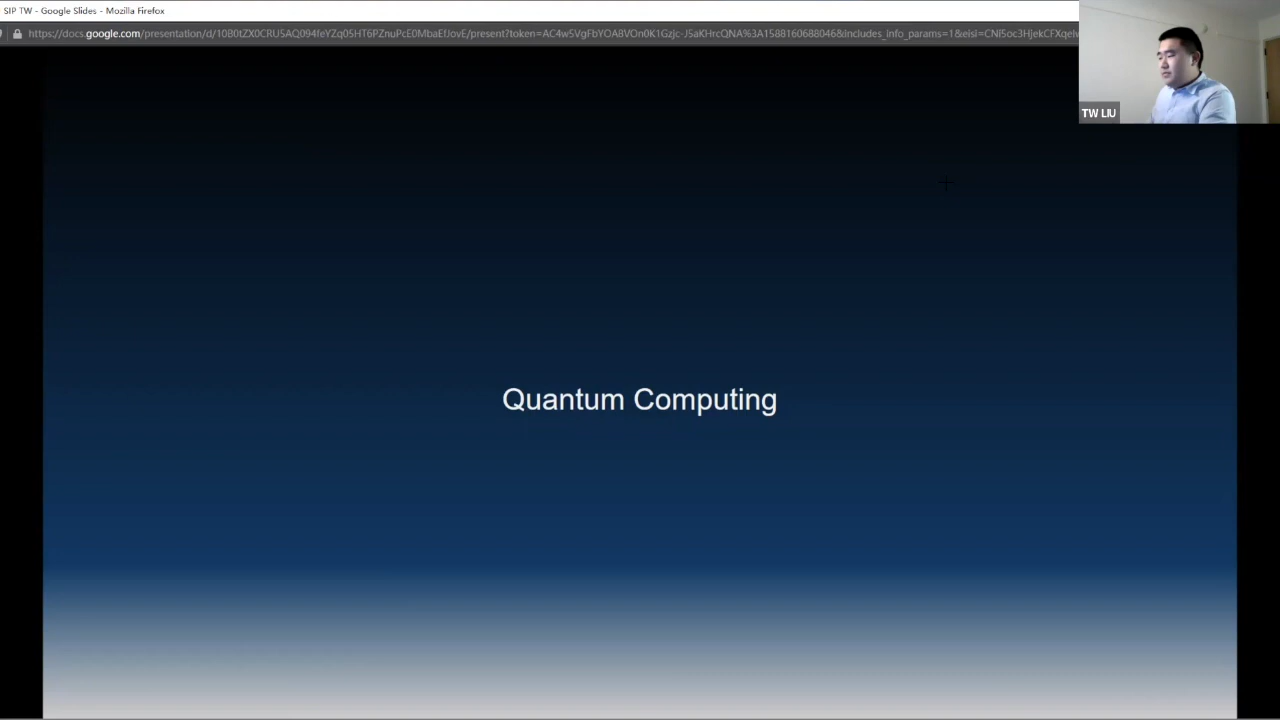 SIP TW - Google Slides - Mozilla Firefox
TW LIU
Quantum Computing